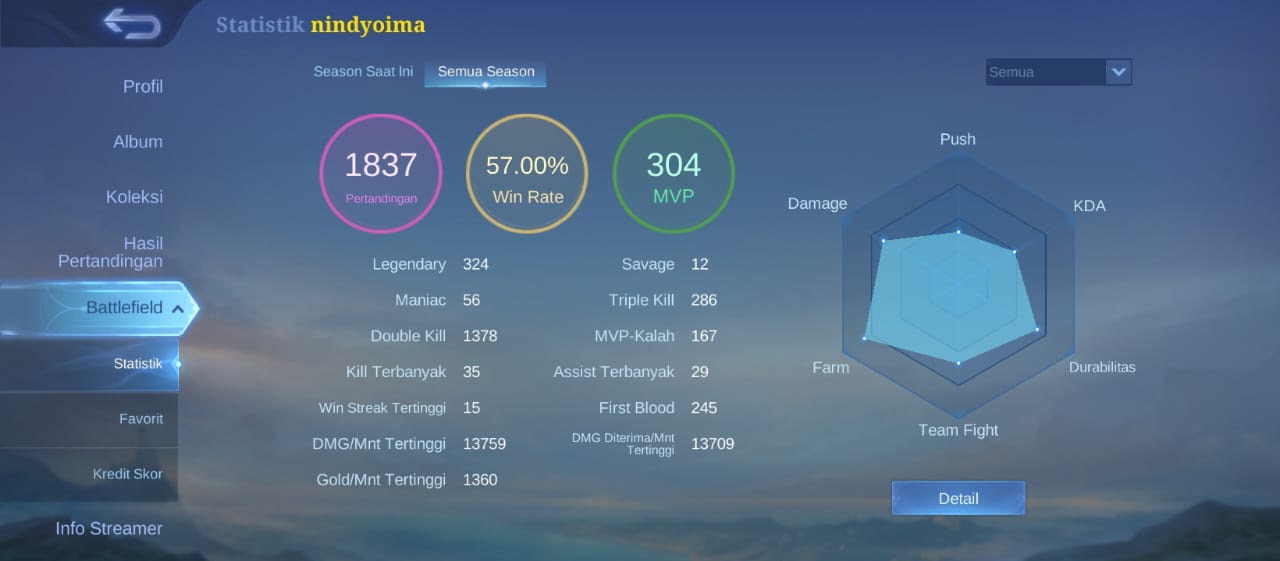 Statistik nindyoima
Season Saat Ini
Semua Season
Semua
Profil
Album
Koleksi
Hasil
Pertandingan
Battlefield
Statistik
Favorit
Kredit Skor
Info Streamer
1837
Pertandingan
57.00%
Win Rate
304
MVP
Legendary 324
Savage 12
Maniac 56
Triple Kill 286
Double Kill 1378
MVP-Kalah 167
Kill Terbanyak 35
Assist Terbanyak 29
Win Streak Tertinggi 15
First Blood 245
DMG/Mnt Tertinggi 13759
DMG Diterima/Mnt
Tertinggi 13709
Gold/Mnt Tertinggi 1360
Push
Damage
KDA
Farm
Durabilitas
Team Fight
Detail